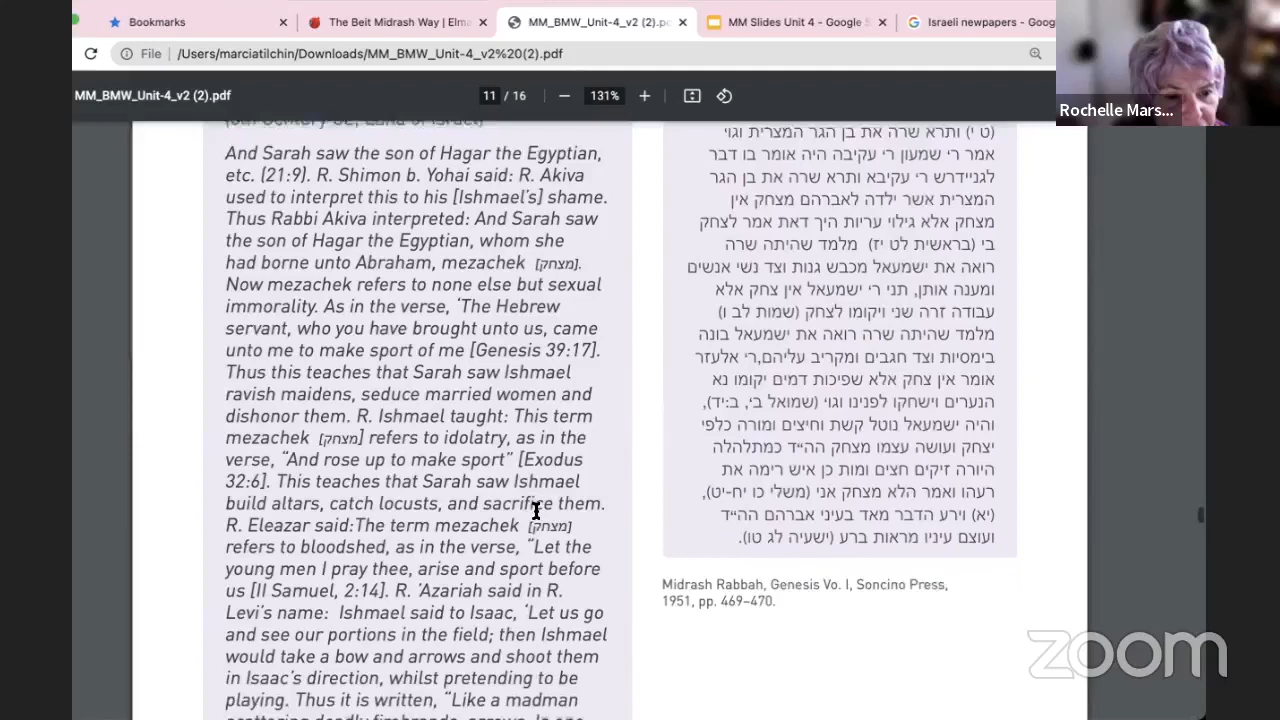 Bookmarks
The Beit Midrash Way | Elma
MM_BMW_Unit-4_v2 (2).pd
MM Slides Unit 4 - Google S
Israeli newpapers - Goog
File | /Users/marciatilchin/Downloads/MM_BMW_Unit-4_v2%20(2).pdf
MM_BMW_Unit-4_v2 (2).pdf
11 / 16
131%
Rochelle Mars...
And Sarah saw the son of Hagar the Egyptian,
etc. [21:9]. R. Shimon b. Yohai said: R. Akiva
used to interpret this to his [Ishmael's] shame.
Thus Rabbi Akiva interpreted: And Sarah saw
the son of Hagar the Egyptian, whom she
had borne unto Abraham, mezachek [מצחק].
Now mezachek refers to none else but sexual
immorality. As in the verse, 'The Hebrew
servant, who you have brought unto us, came
unto me to make sport of me [Genesis 39:17].
Thus this teaches that Sarah saw Ishmael
ravish maidens, seduce married women and
dishonor them. R. Ishmael taught: This term
mezachek [מצחק] refers to idolatry, as in the
verse, “And rose up to make sport” [Exodus
32:6]. This teaches that Sarah saw Ishmael
build altars, catch locusts, and sacrifice them.
R. Eleazar said:The term mezachek [מצחק]
refers to bloodshed, as in the verse, “Let the
young men I pray thee, arise and sport before
us [II Samuel, 2:14]. R. 'Azariah said in R.
Levi's name: Ishmael said to Isaac, 'Let us go
and see our portions in the field; then Ishmael
would take a bow and arrows and shoot them
in Isaac's direction, whilst pretending to be
playing. Thus it is written, “Like a madman
(ט י) ותרא שרה את בן הגר המצרית וגוי
אמר רי שמעון רי עקיבה היה אומר בו דבר
לגניידרש רי עקיבא ותרא שרה את בן הגר
המצרית אשר ילדה לאברהם מצחק אין
מצחק אלא גילוי עריות היך דאת אמר לצחק
בי (בראשית לט יז) מלמד שהיתה שרה
רואה את ישמעאל מכבש גנות וצד נשי אנשים
ומענה אותן, תני רי ישמעאל אין צחק אלא
עבודה זרה שני ויקומו לצחק (שמות לב ו)
מלמד שהיתה שרה רואה את ישמעאל בונה
בימסיות וצד חגבים ומקריב עליהם,רי אלעזר
אומר אין צחק אלא שפיכות דמים יקומו נא
הנערים וישחקו לפנינו וגוי (שמואל בי, ב:יד),
והיה ישמעאל נוטל קשת וחיצים ומורה כלפי
יצחק ועושה עצמו מצחק ההייד כמתלהלה
היורה זיקים חצים ומות כן איש רימה את
רעהו ואמר הלא מצחק אני (משלי כו יח-יט),
(יא) וירע הדבר מאד בעיני אברהם ההייד
ועוצם עיניו מראות ברע (ישעיה לג טו).
Midrash Rabbah, Genesis Vo. I, Soncino Press,
1951, pp. 469–470.
zoom